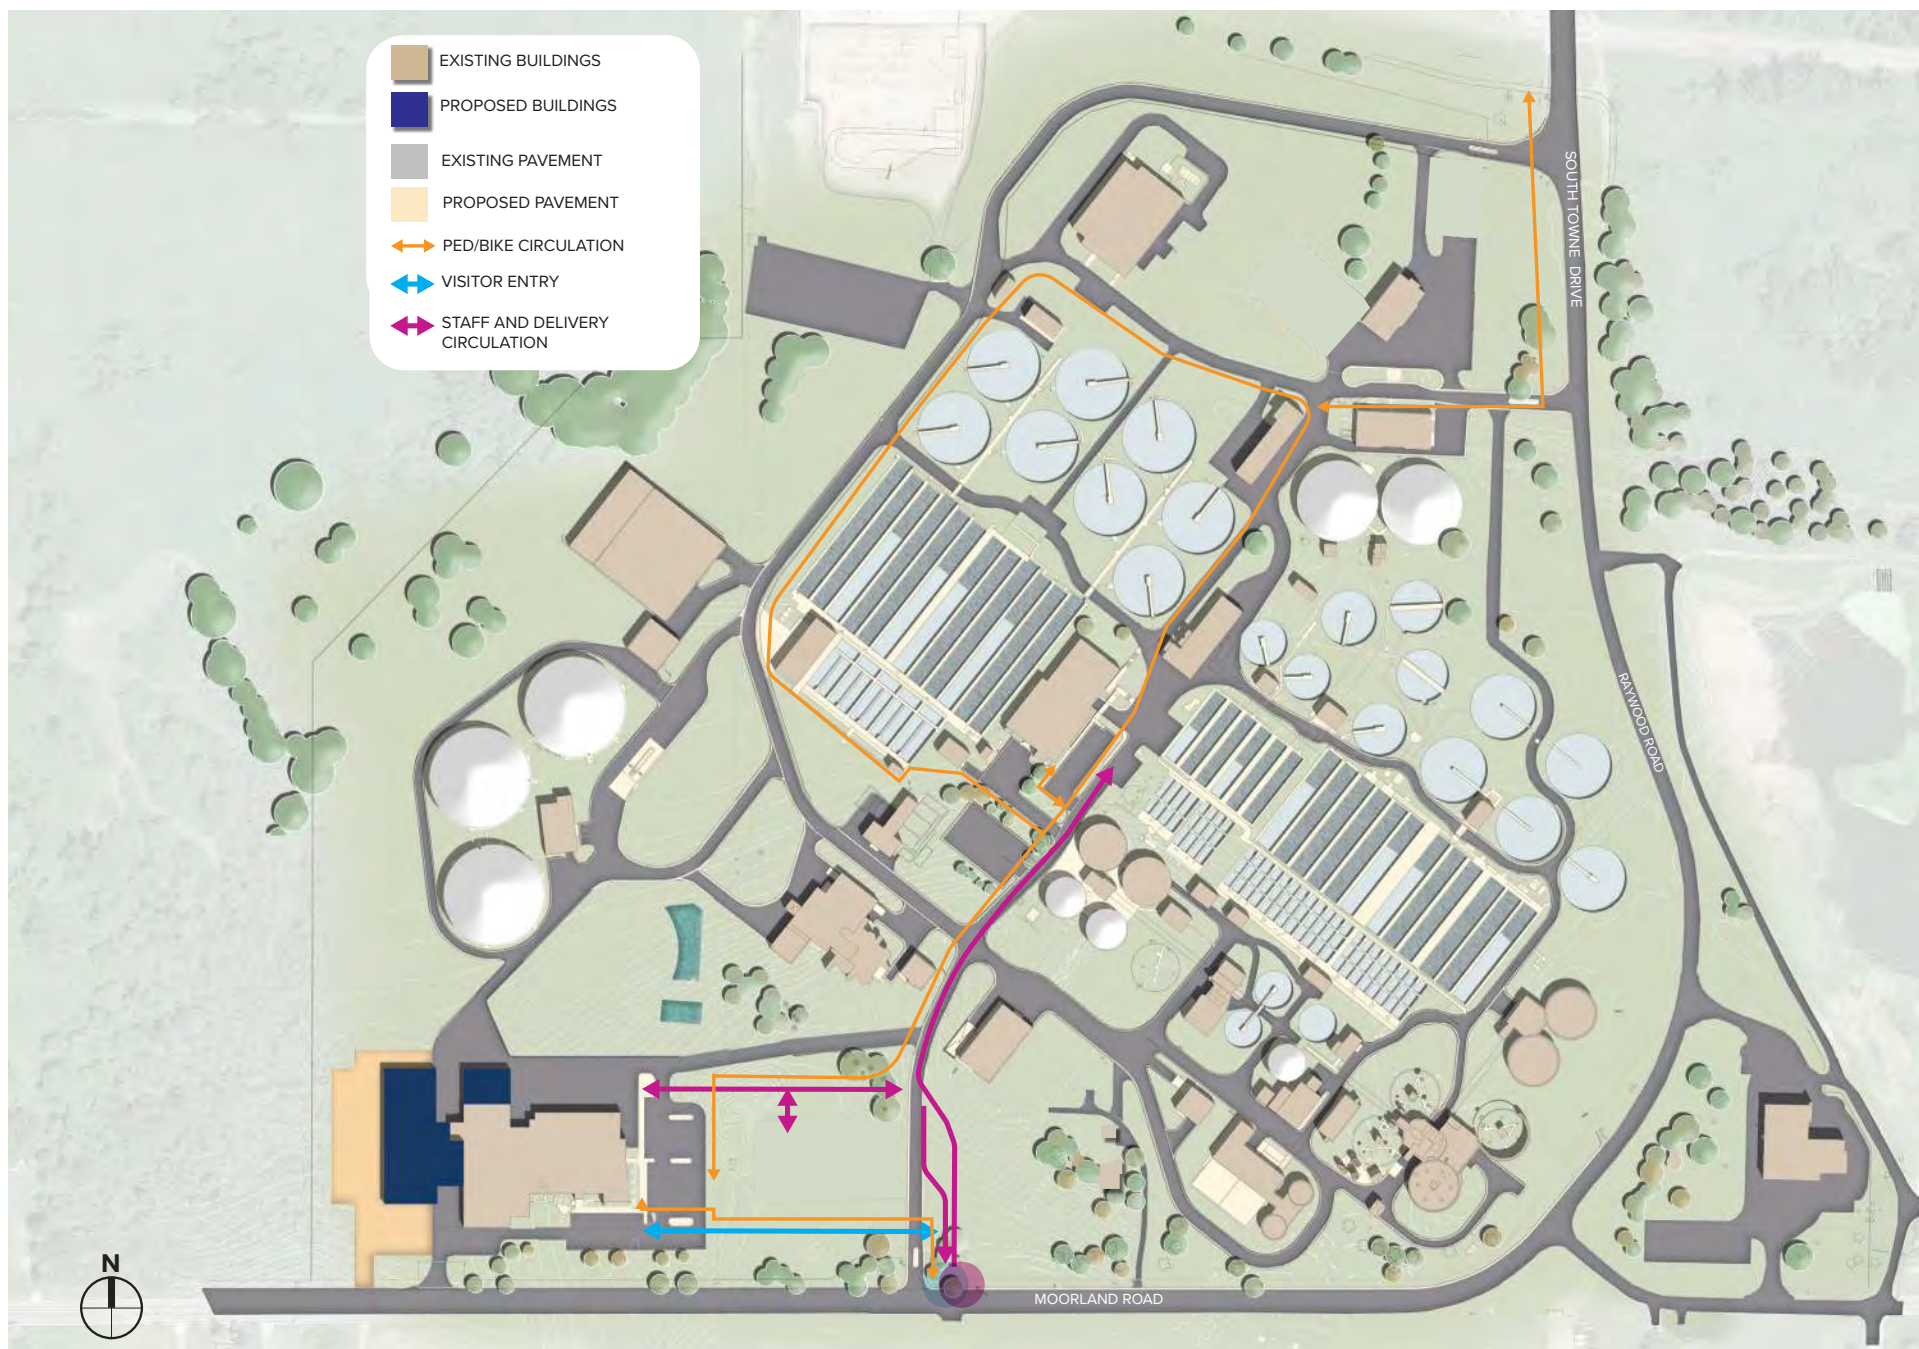 EXISTING BUILDINGS
PROPOSED BUILDINGS
EXISTING PAVEMENT
PROPOSED PAVEMENT
PED/BIKE CIRCULATION
VISITOR ENTRY
STAFF AND DELIVERY
CIRCULATION
SOUTH TOWNE DRIVE
RAYWOOD ROAD
N
MOORLAND ROAD